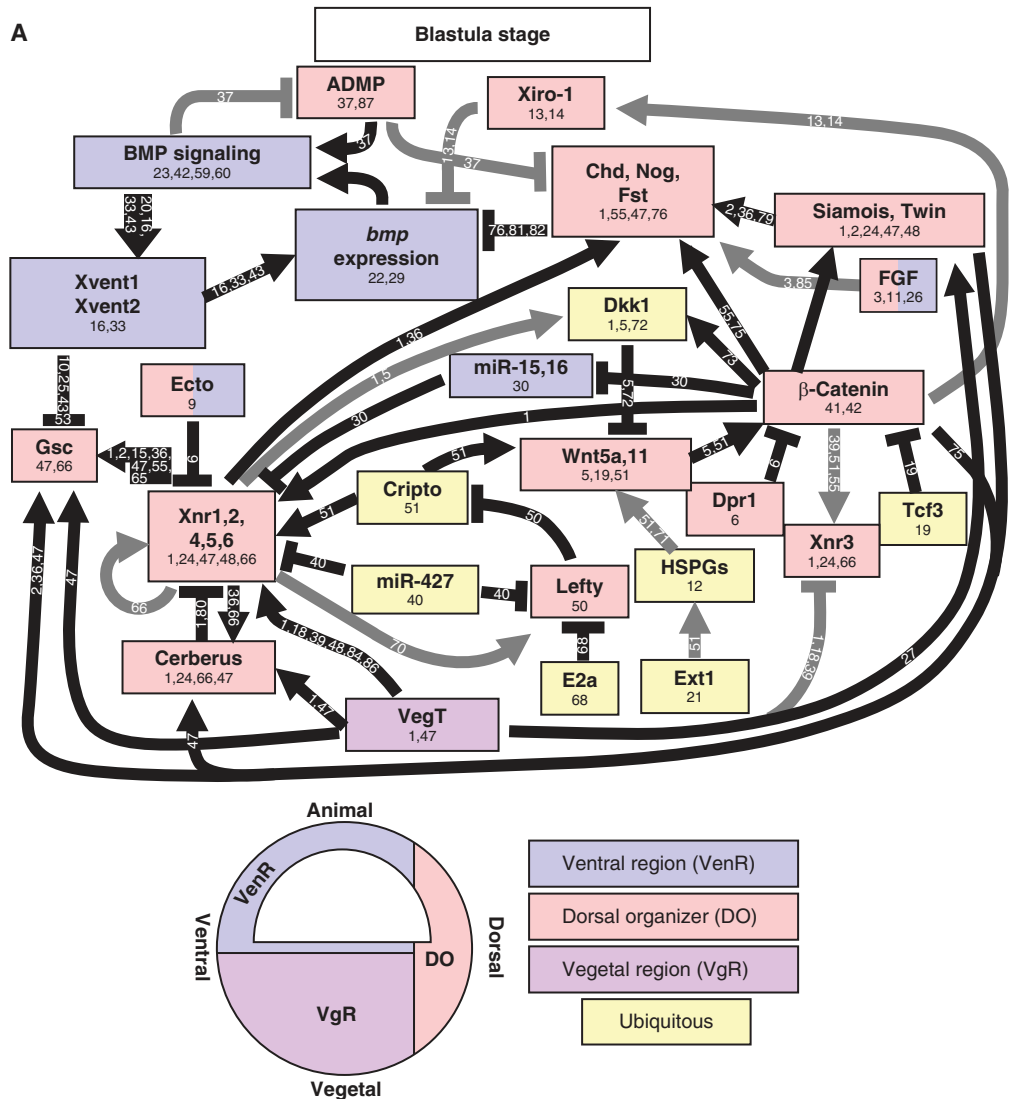 A
Blastula stage
ADMP
37,87
Xiro-1
13,14
37
13,14
13,14
37
37
BMP signaling
23,42,59,60
Chd, Nog,
Fst
1,55,47,76
2,36,79
Siamois, Twin
1,2,24,47,48
20,16,
33,43
76.81.82
bmp
expression
22,29
Xvent1
Xvent2
16,33
16,33,43
3,85
FGF
3,11,26
Dkk1
1,5,72
55,75
73
1,36
1,5
miR-15,16
30
30
30
5,72
β-Catenin
41,42
10,25,43,
53
Ecto
9
9
1
Gsc
47,66
1,2,15,36,
47,55,
65
51
Wnt5a,11
5,19,51
5,51
9
39,51,55
19
75
Cripto
51
Dpr1
6
Tcf3
19
Xnr1,2,
4,5,6
1,24,47,48,66
51
50
51,71
Xnr3
1,24,66
40
miR-427
40
40
Lefty
50
HSPGs
12
66
1,80
36,66
2,36,47
47
1,18,39,48,84,86
70
68
51
1,18,39
27
Cerberus
1,24,66,47
E2a
68
Ext1
21
1,47
VegT
1,47
47
Animal
VenR
Ventral
Dorsal
DO
VgR
Vegetal
Ventral region (VenR)
Dorsal organizer (DO)
Vegetal region (VgR)
Ubiquitous